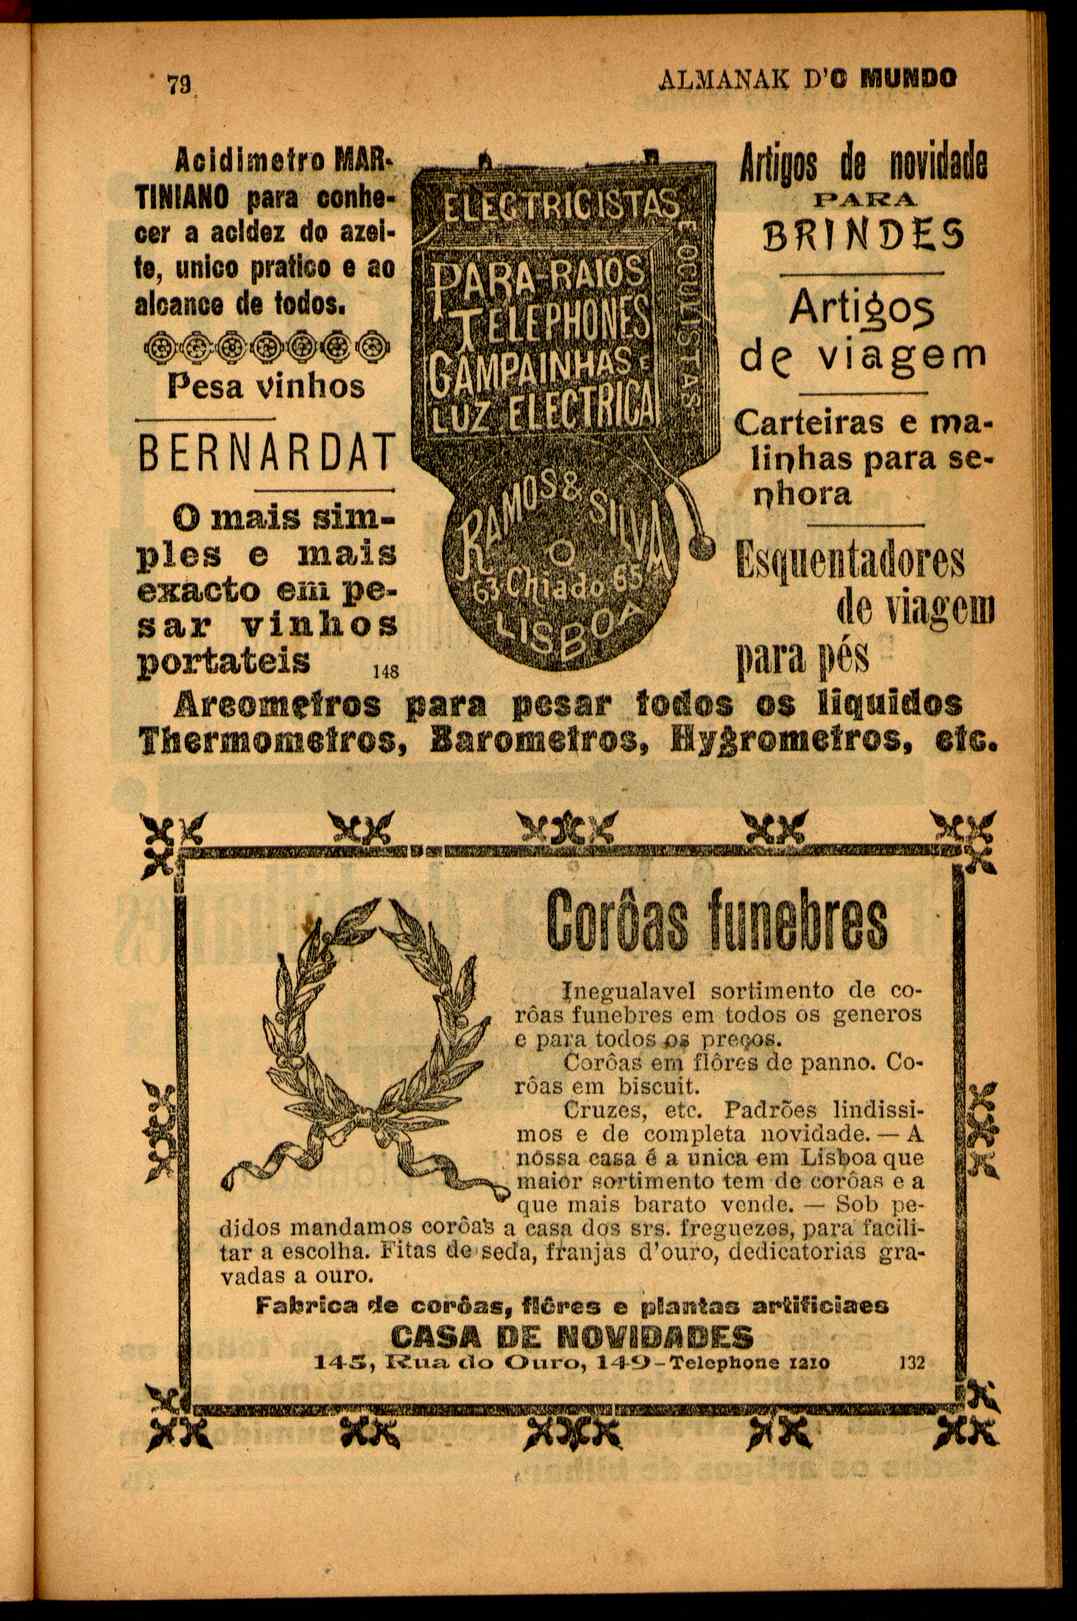 79
ALMANAK D'O MUNDO
Acidimetro MAR-
TINIANO para conhe-
cer a acidez do azei-
te, unico pratico e ao
alcance de todos.
Pesa vinhos
BERNARDAT
O mais sim-
ples e mais
exacto em pe-
sar vinhos
portateis 148
ELECTRICISTAS
E OCULISTAS
PARA-RAIOS
TELEPHONES
CAMPAINHAS E
LUZ ELECTRICA
RAMOS & SILVA
63 Chiado 65
LISBOA
Artigos de novidade
PARA
BRINDES
Artigos
de viagem
Carteiras e ma-
linhas para se-
nhora
Esquentadores
de viagem
para pés
Areometros para pesar todos os liquidos
Thermometros, Barometros, Hygrometros, etc.
Corôas funebres
Inegualavel sortimento de co-
rôas funebres em todos os generos
e para todos os preços.
Corôas em flôres de panno. Co-
rôas em biscuit.
Cruzes, etc. Padrões lindissi-
mos e de completa novidade. — A
nossa casa é a unica em Lisboa que
maior sortimento tem de corôas e a
que mais barato vende. — Sob pe-
didos mandamos corôas a casa dos srs. freguezes, para facili-
tar a escolha. Fitas de seda, franjas d'ouro, dedicatorias gra-
vadas a ouro.
Fabrica de corôas, flôres e plantas artificiaes
CASA DE NOVIDADES
145, Rua do Ouro, 149-Telephone 1210 132